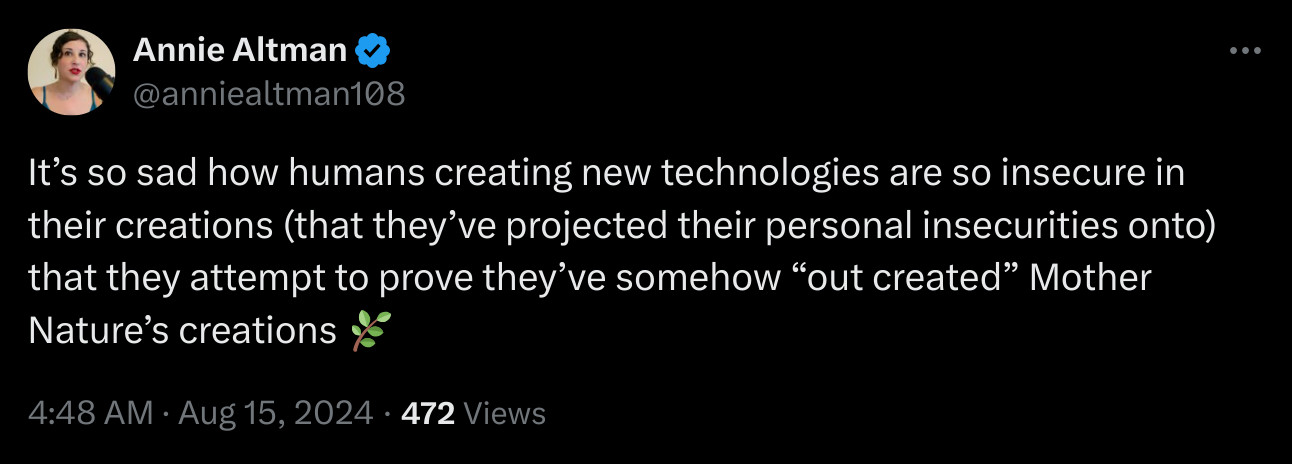 Annie Altman
@anniealtman108
It’s so sad how humans creating new technologies are so insecure in
their creations (that they’ve projected their personal insecurities onto)
that they attempt to prove they’ve somehow “out created” Mother
Nature’s creations 🌿
4:48 AM · Aug 15, 2024 · 472 Views